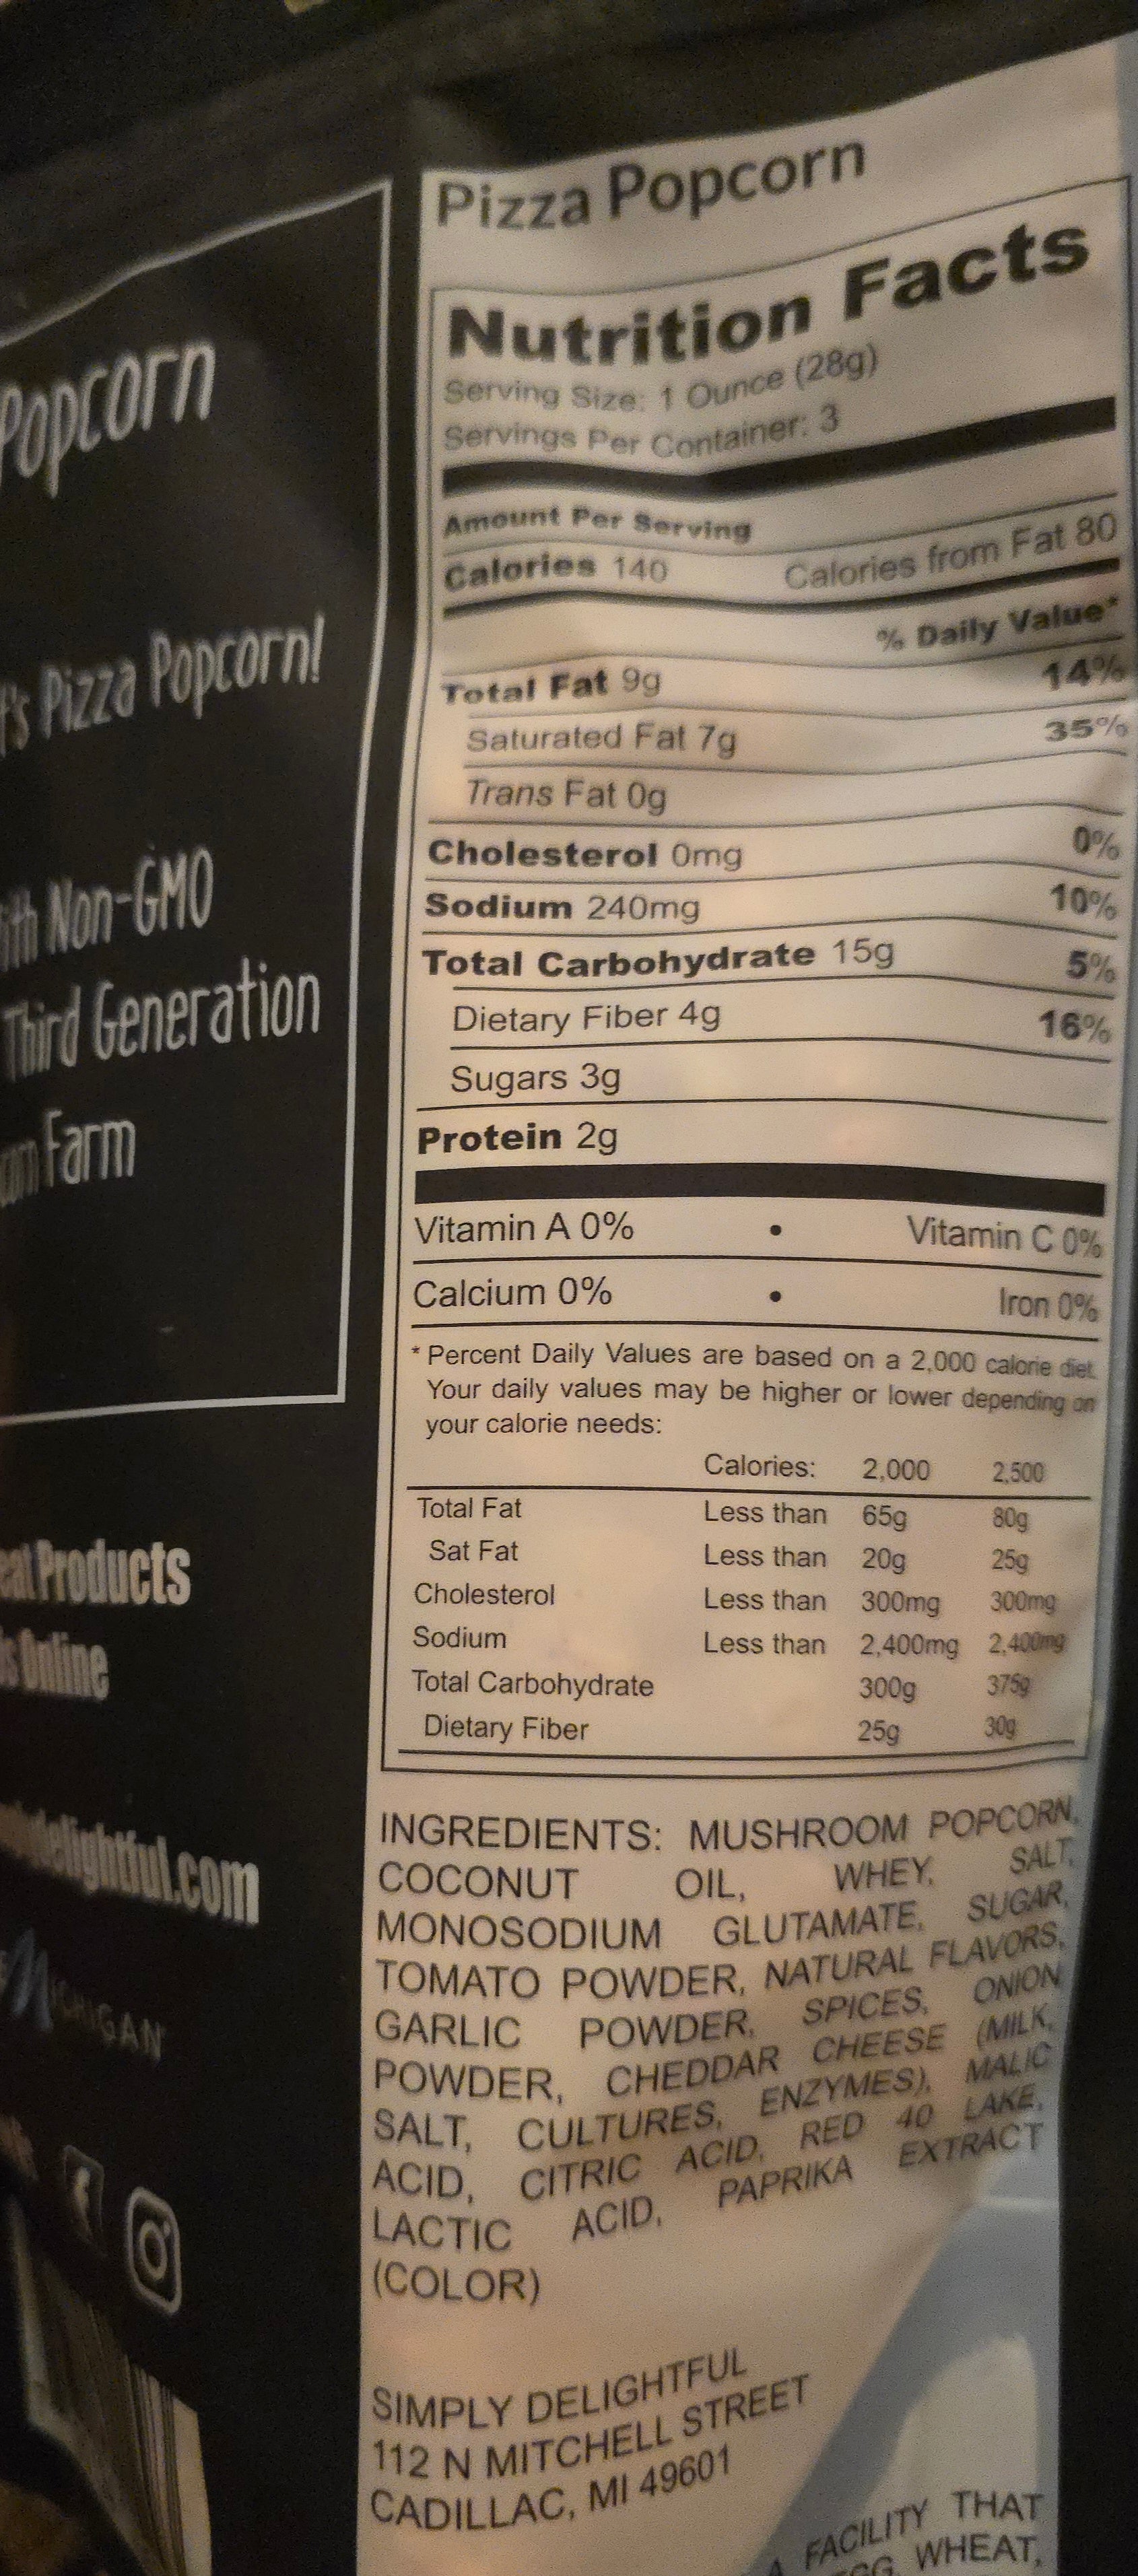 Popcorn
Pizza Popcorn!
Non-GMO
Third Generation
Farm
Products
Online
Pizza Popcorn
Nutrition Facts
Serving Size: 1 Ounce (28g)
Servings Per Container: 3
Amount Per Serving
Calories 140 Calories from Fat 80
% Daily Value*
Total Fat 9g 14%
Saturated Fat 7g 35%
Trans Fat 0g
Cholesterol 0mg 0%
Sodium 240mg 10%
Total Carbohydrate 15g 5%
Dietary Fiber 4g 16%
Sugars 3g
Protein 2g
Vitamin A 0% • Vitamin C 0%
Calcium 0% • Iron 0%
* Percent Daily Values are based on a 2,000 calorie diet.
Your daily values may be higher or lower depending on
your calorie needs:
Calories: 2,000 2,500
Total Fat Less than 65g 80g
Sat Fat Less than 20g 25g
Cholesterol Less than 300mg 300mg
Sodium Less than 2,400mg 2,400mg
Total Carbohydrate 300g 375g
Dietary Fiber 25g 30g
INGREDIENTS: MUSHROOM POPCORN,
COCONUT OIL, WHEY, SALT,
MONOSODIUM GLUTAMATE, SUGAR,
TOMATO POWDER, NATURAL FLAVORS,
GARLIC POWDER, SPICES, ONION
POWDER, CHEDDAR CHEESE (MILK,
SALT, CULTURES, ENZYMES), MALIC
ACID, CITRIC ACID, RED 40 LAKE,
LACTIC ACID, PAPRIKA EXTRACT
(COLOR)
SIMPLY DELIGHTFUL
112 N MITCHELL STREET
CADILLAC, MI 49601
FACILITY THAT
WHEAT,